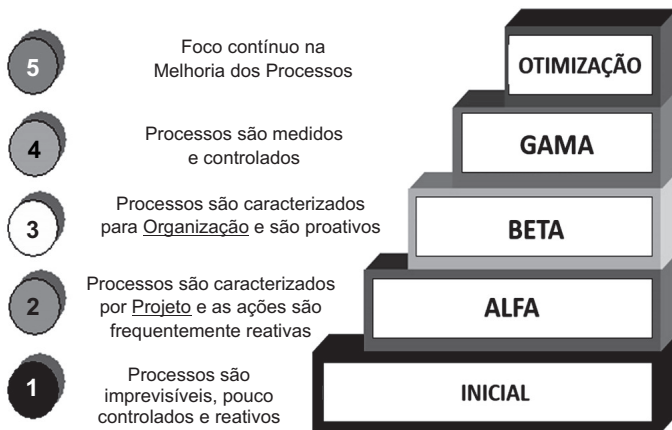 5
Foco contínuo na
Melhoria dos Processos
OTIMIZAÇÃO
4
Processos são medidos
e controlados
GAMA
3
Processos são caracterizados
para Organização e são proativos
BETA
2
Processos são caracterizados
por Projeto e as ações são
frequentemente reativas
ALFA
1
Processos são
imprevisíveis, pouco
controlados e reativos
INICIAL